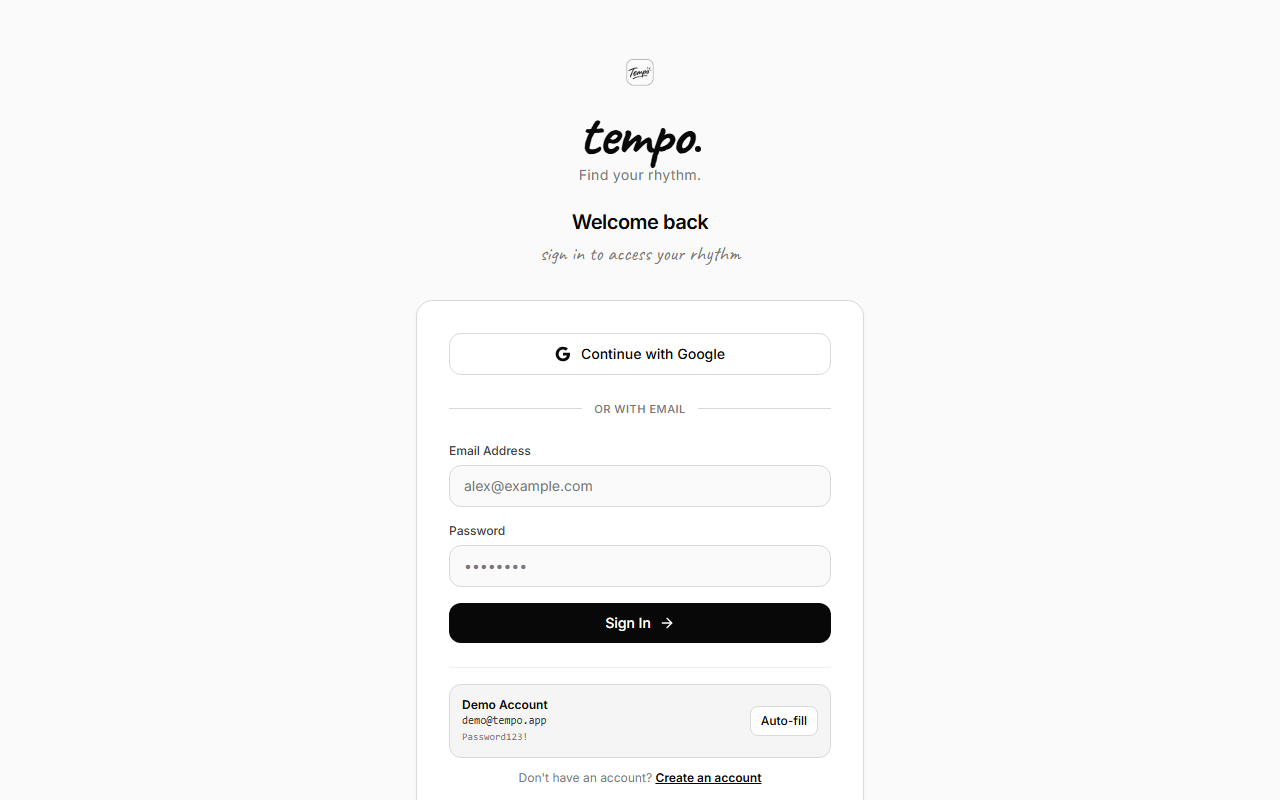 Tempo
tempo.
Find your rhythm.
Welcome back
sign in to access your rhythm
Continue with Google
OR WITH EMAIL
Email Address
alex@example.com
Password
••••••••
Sign In →
Demo Account
demo@tempo.app
Password123!
Auto-fill
Don't have an account? Create an account